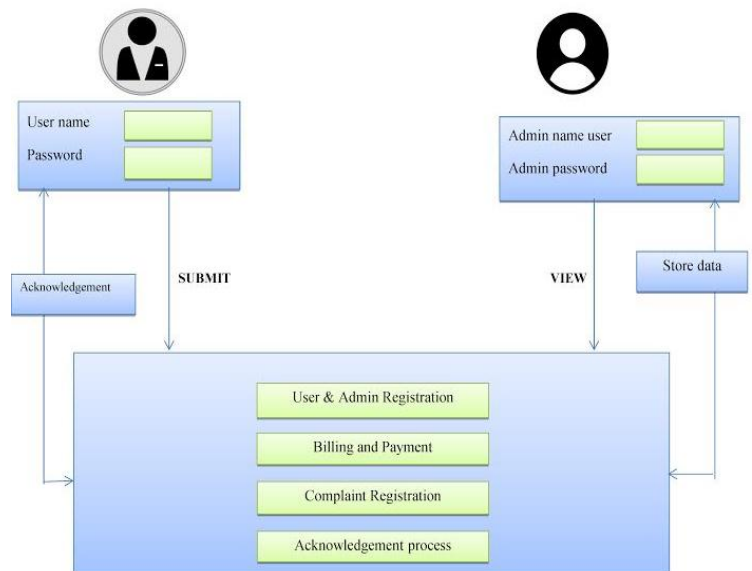 User name
Password
Admin name user
Admin password
Acknowledgement
SUBMIT
VIEW
Store data
User & Admin Registration
Billing and Payment
Complaint Registration
Acknowledgement process